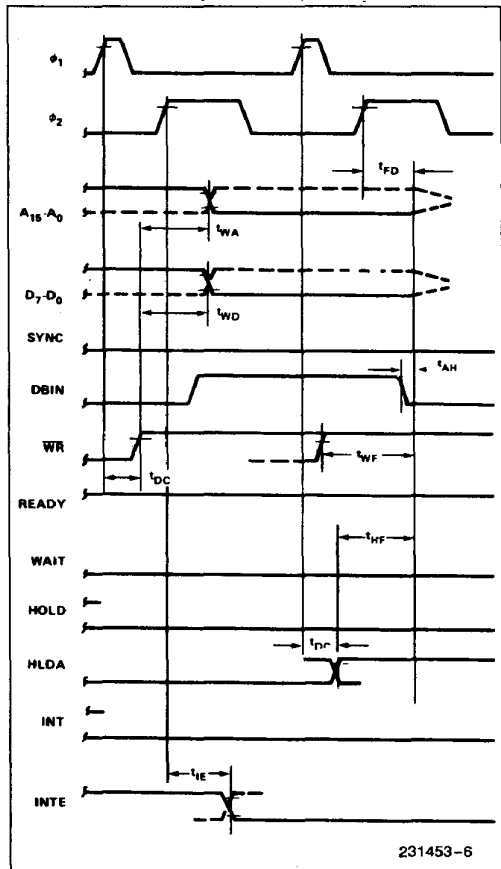 ϕ1
ϕ2
tFD
A15-A0
tWA
D7-D0
tWD
SYNC
DBIN
tAH
WR
tWF
tDC
READY
tHF
WAIT
HOLD
tDC
HLDA
INT
tIE
INTE
231453-6